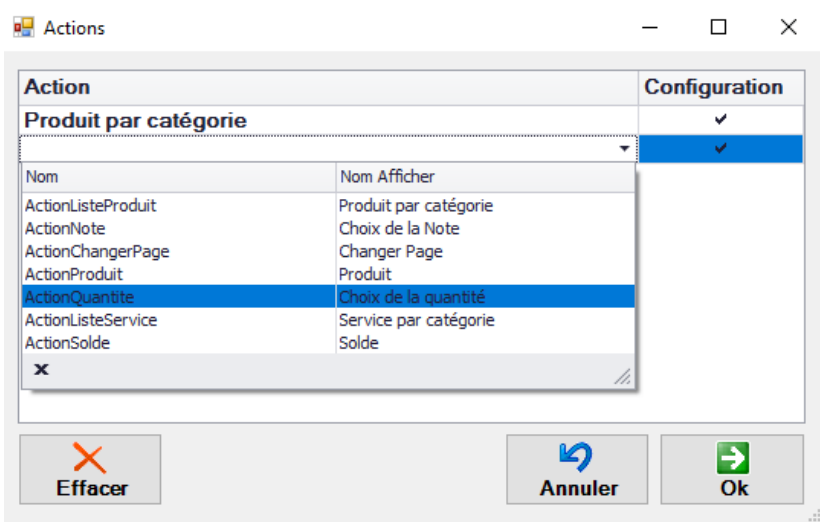 Actions
Action Configuration
Produit par catégorie
Nom Nom Afficher
ActionListeProduit Produit par catégorie
ActionNote Choix de la Note
ActionChangerPage Changer Page
ActionProduit Produit
ActionQuantite Choix de la quantité
ActionListeService Service par catégorie
ActionSolde Solde
Effacer Annuler Ok